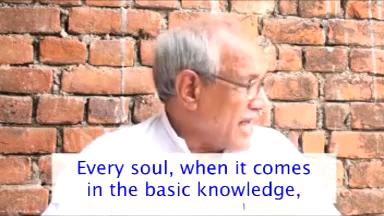 Every soul, when it comes
in the basic knowledge,